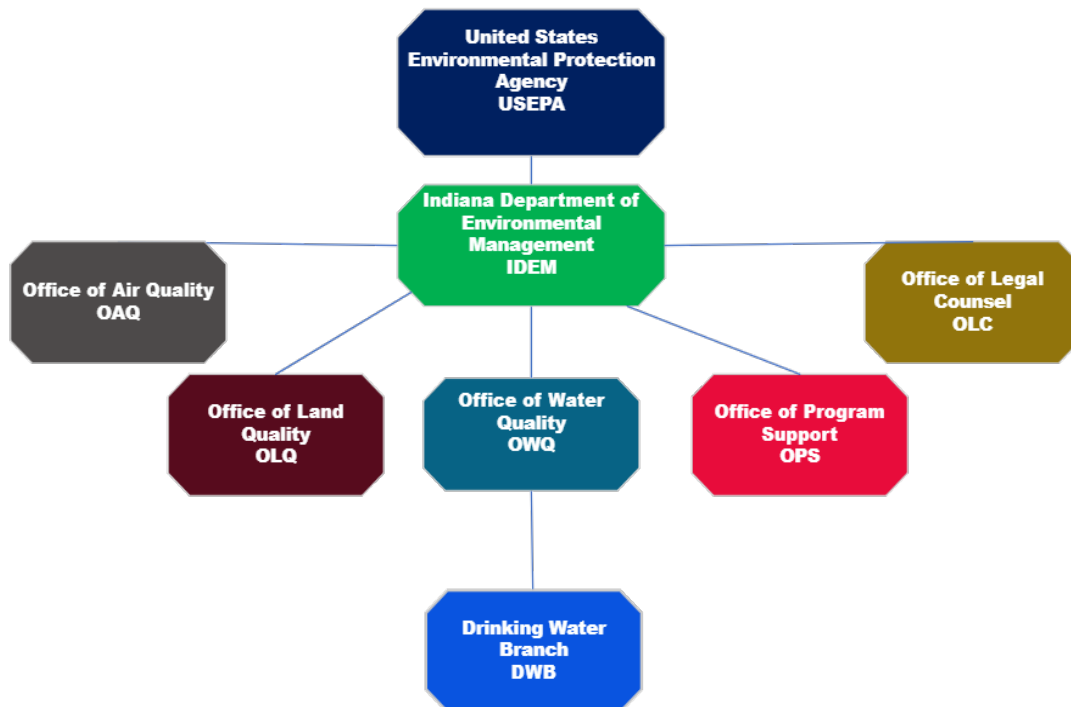 United States
Environmental Protection
Agency
USEPA
Indiana Department of
Environmental
Management
IDEM
Office of Air Quality
OAQ
Office of Legal
Counsel
OLC
Office of Land
Quality
OLQ
Office of Water
Quality
OWQ
Office of Program
Support
OPS
Drinking Water
Branch
DWB